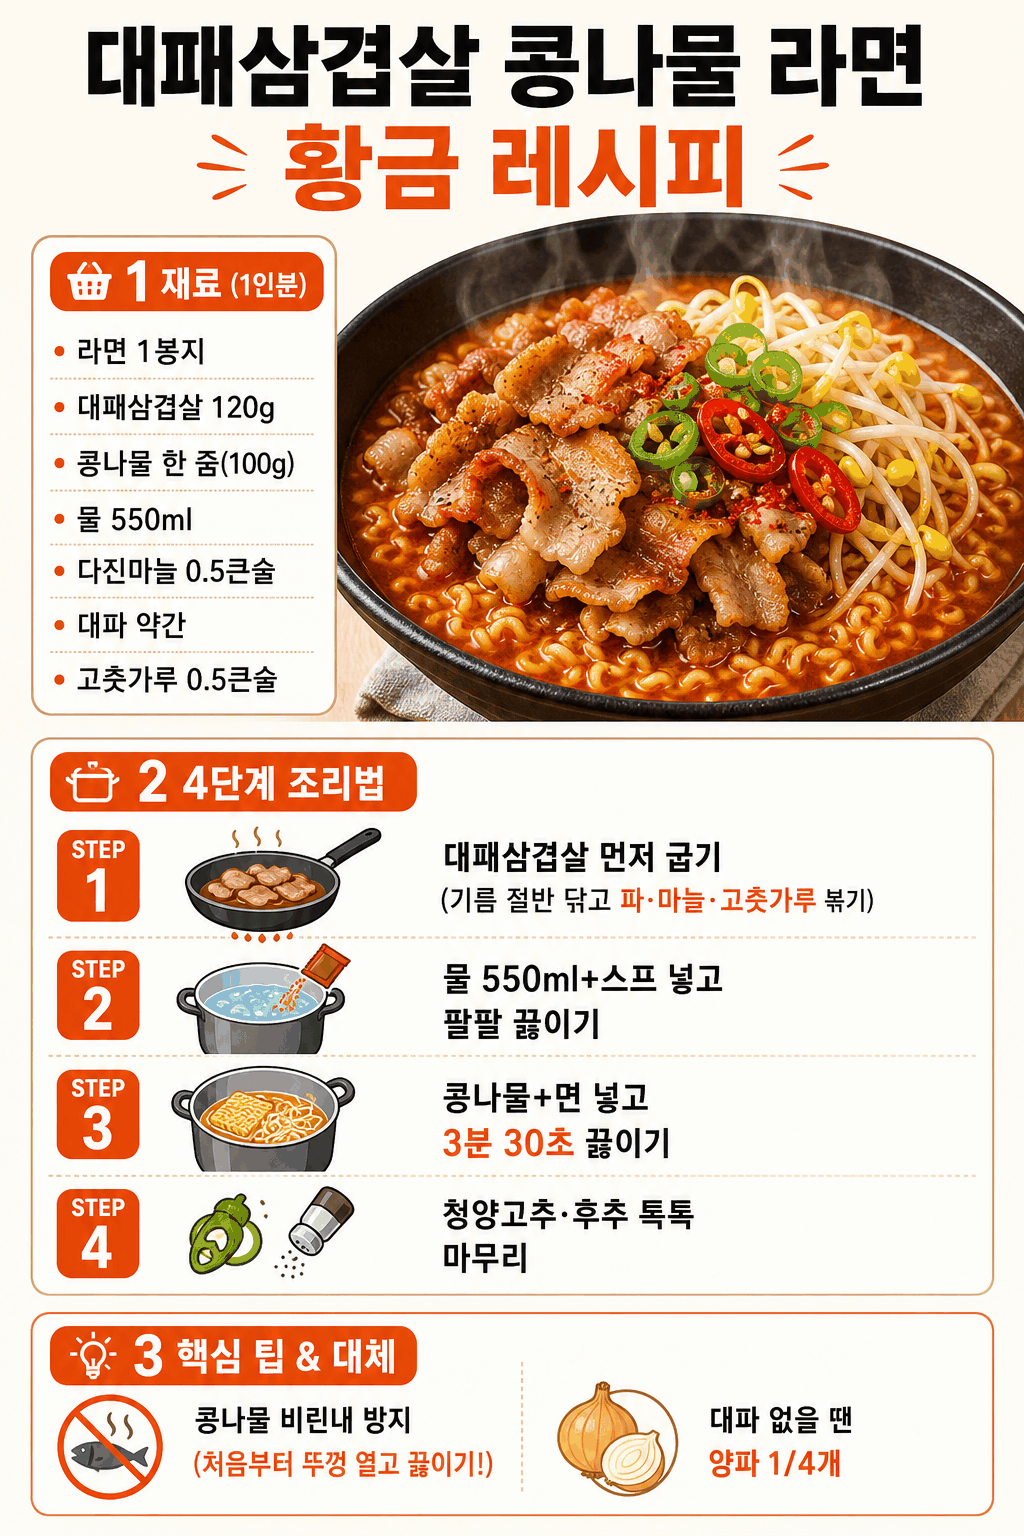 대패삼겹살 콩나물 라면
황금 레시피
1 재료 (1인분)
라면 1봉지
대패삼겹살 120g
콩나물 한 줌(100g)
물 550ml
다진마늘 0.5큰술
대파 약간
고춧가루 0.5큰술
2 4단계 조리법
STEP
1
대패삼겹살 먼저 굽기
(기름 절반 닦고 파·마늘·고춧가루 볶기)
STEP
2
물 550ml+스프 넣고
팔팔 끓이기
STEP
3
콩나물+면 넣고
3분 30초 끓이기
STEP
4
청양고추·후추 톡톡
마무리
3 핵심 팁 & 대체
콩나물 비린내 방지
(처음부터 뚜껑 열고 끓이기!)
대파 없을 땐
양파 1/4개